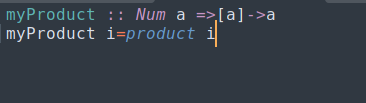 myProduct :: Num a =>[a]->a
myProduct i=product i